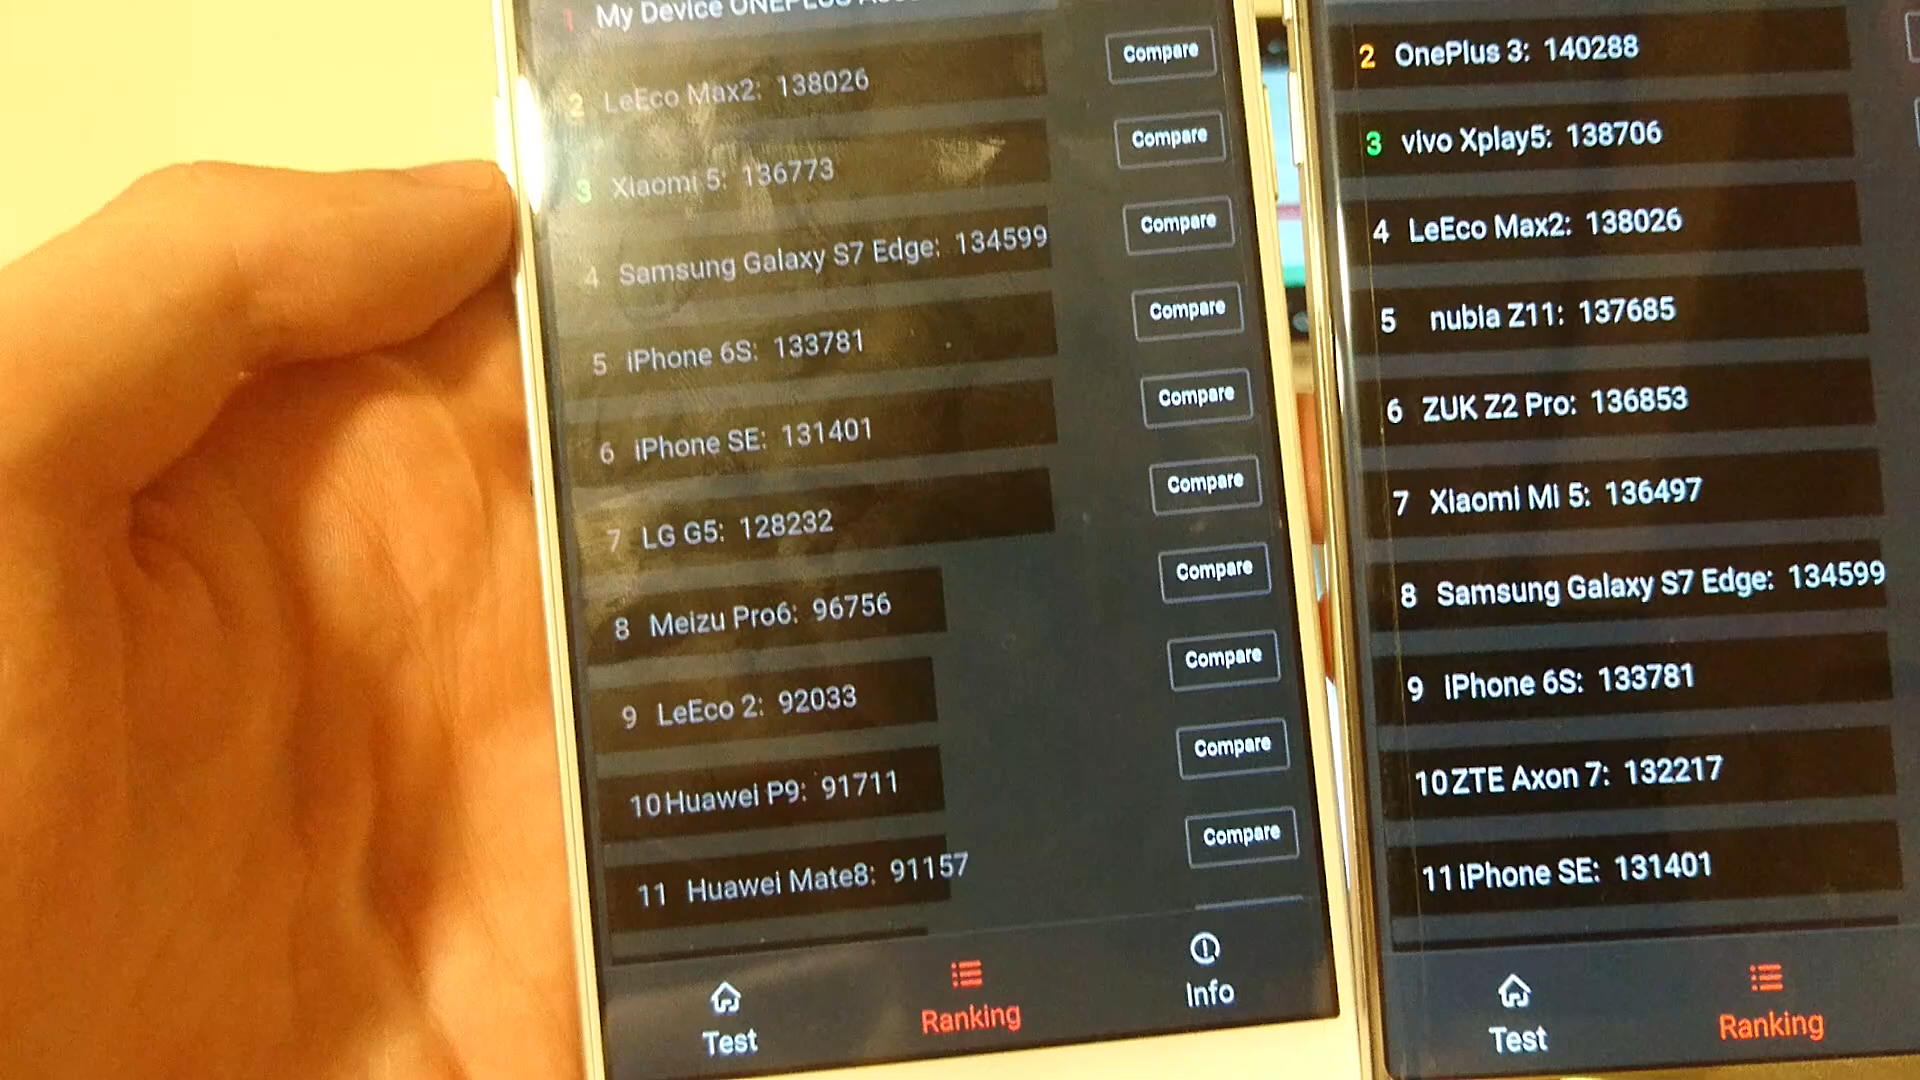 1 My Device ONEPLUS
2 LeEco Max2: 138026 Compare
3 Xiaomi 5: 136773 Compare
4 Samsung Galaxy S7 Edge: 134599 Compare
5 iPhone 6S: 133781 Compare
6 iPhone SE: 131401 Compare
7 LG G5: 128232 Compare
8 Meizu Pro6: 96756 Compare
9 LeEco 2: 92033 Compare
10 Huawei P9: 91711 Compare
11 Huawei Mate8: 91157 Compare
Test Ranking Info
2 OnePlus 3: 140288
3 vivo Xplay5: 138706
4 LeEco Max2: 138026
5 nubia Z11: 137685
6 ZUK Z2 Pro: 136853
7 Xiaomi Mi 5: 136497
8 Samsung Galaxy S7 Edge: 134599
9 iPhone 6S: 133781
10 ZTE Axon 7: 132217
11 iPhone SE: 131401
Test Ranking